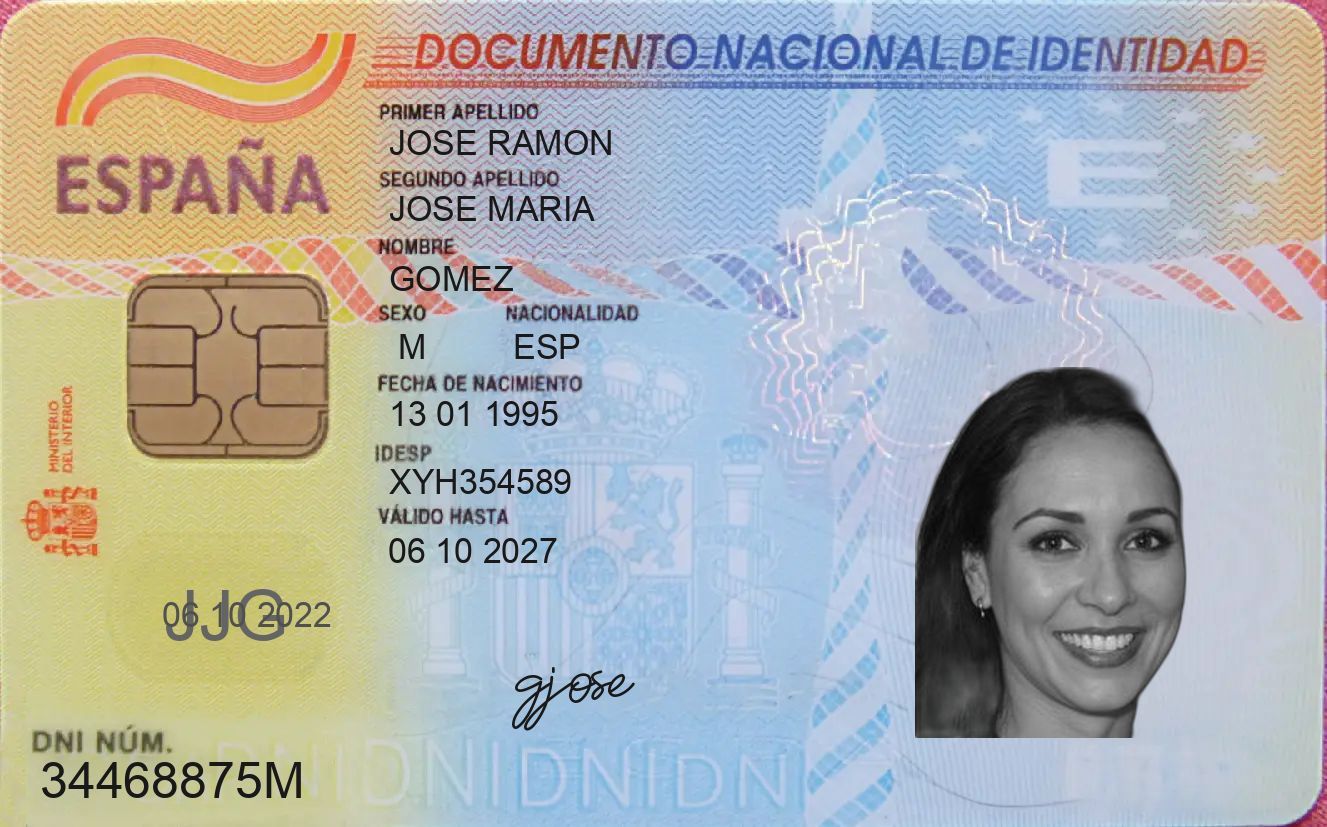 DOCUMENTO NACIONAL DE IDENTIDAD
ESPAÑA
PRIMER APELLIDO
JOSE RAMON
SEGUNDO APELLIDO
JOSE MARIA
NOMBRE
GOMEZ
SEXO NACIONALIDAD
M ESP
FECHA DE NACIMIENTO
13 01 1995
IDESP
XYH354589
VÁLIDO HASTA
06 10 2027
MINISTERIO
DEL INTERIOR
E
06 10 2022
JJG
gjose
DNI NÚM.
34468875M
DNIDNIDNIDNI